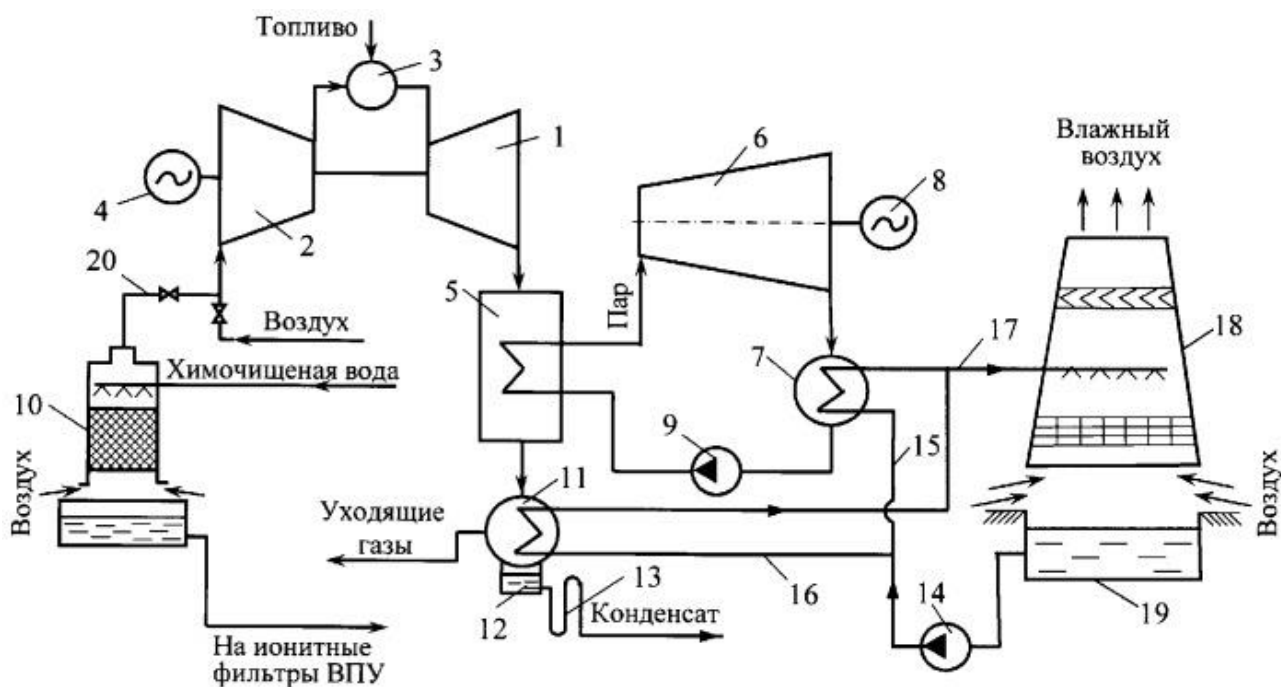 Топливо
3
1
4
2
6
8
Влажный
воздух
20
Воздух
5
Пар
7
17
18
Химочищеная вода
10
9
15
Воздух
11
Уходящие
газы
16
Воздух
12
13
Конденсат
14
19
На ионитные
фильтры ВПУ